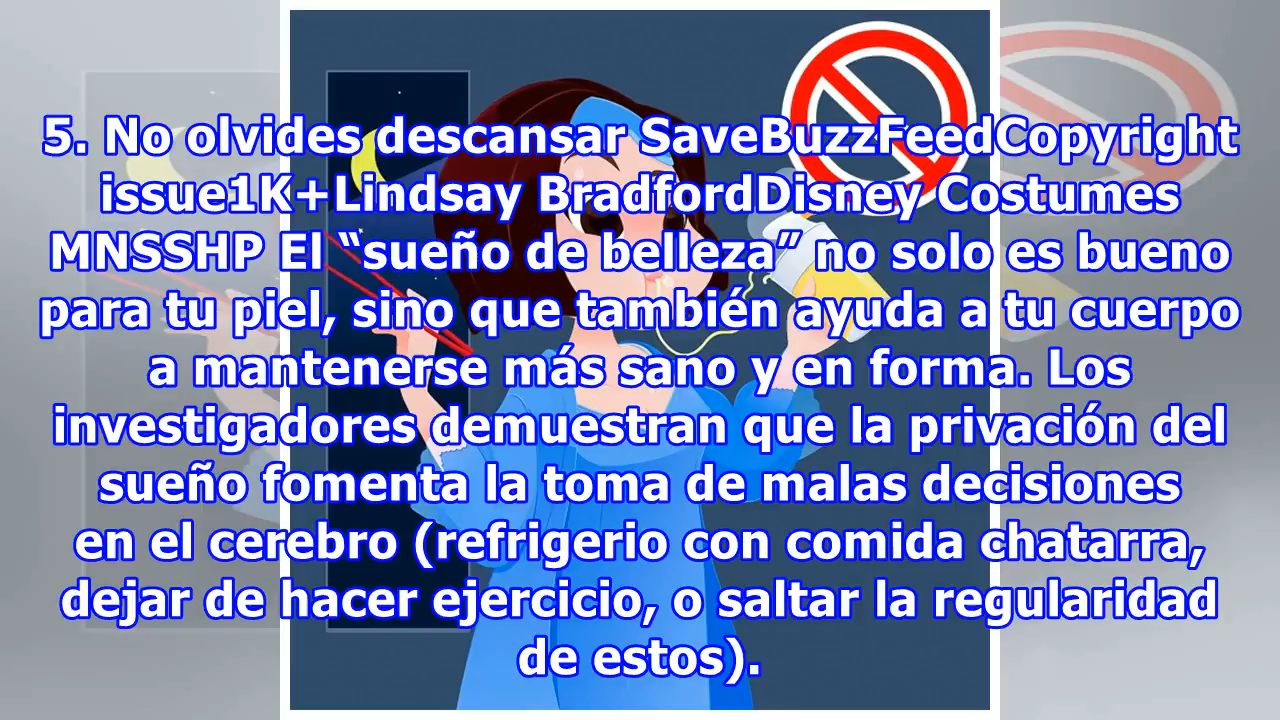 5. No olvides descansar SaveBuzzFeedCopyright
issue1K+Lindsay BradfordDisney Costumes
MNSSHP El “sueño de belleza” no solo es bueno
para tu piel, sino que también ayuda a tu cuerpo
a mantenerse más sano y en forma. Los
investigadores demuestran que la privación del
sueño fomenta la toma de malas decisiones
en el cerebro (refrigerio con comida chatarra,
dejar de hacer ejercicio, o saltar la regularidad
de estos).